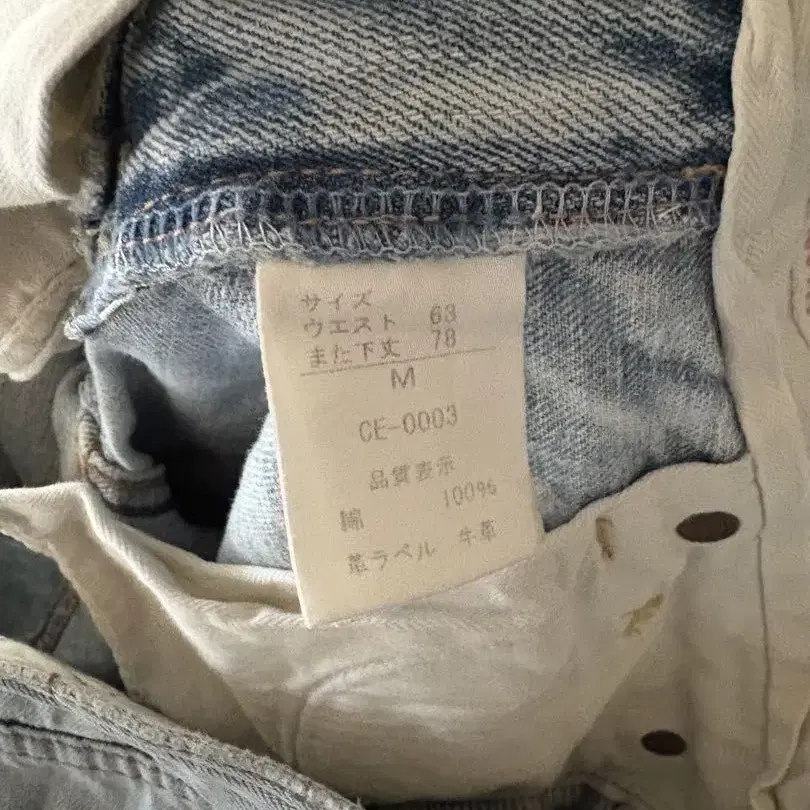 サイズ
ウエスト 63
また下丈 78
M
CE-0003
品質表示
綿 100%
革ラベル 牛革